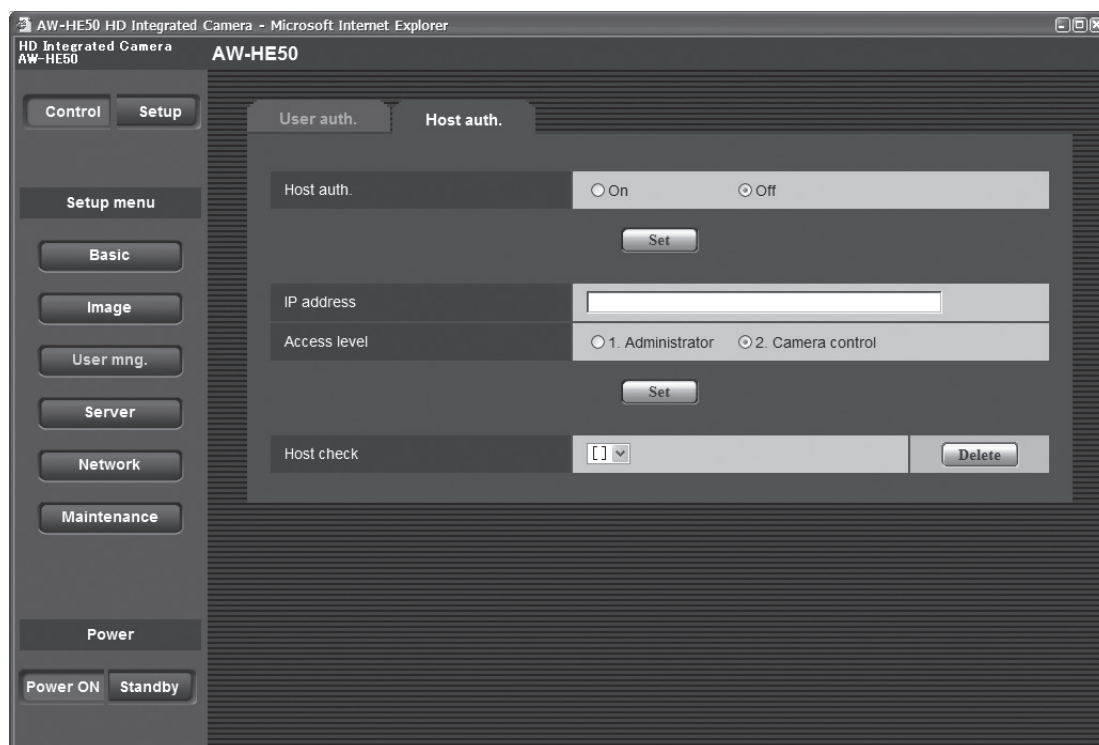 AW-HE50 HD Integrated Camera - Microsoft Internet Explorer
HD Integrated Camera
AW-HE50
AW-HE50
Control
Setup
Setup menu
Basic
Image
User mng.
Server
Network
Maintenance
Power
Power ON
Standby
User auth.
Host auth.
Host auth.
On
Off
Set
IP address
Access level
1. Administrator
2. Camera control
Set
Host check
[]
Delete